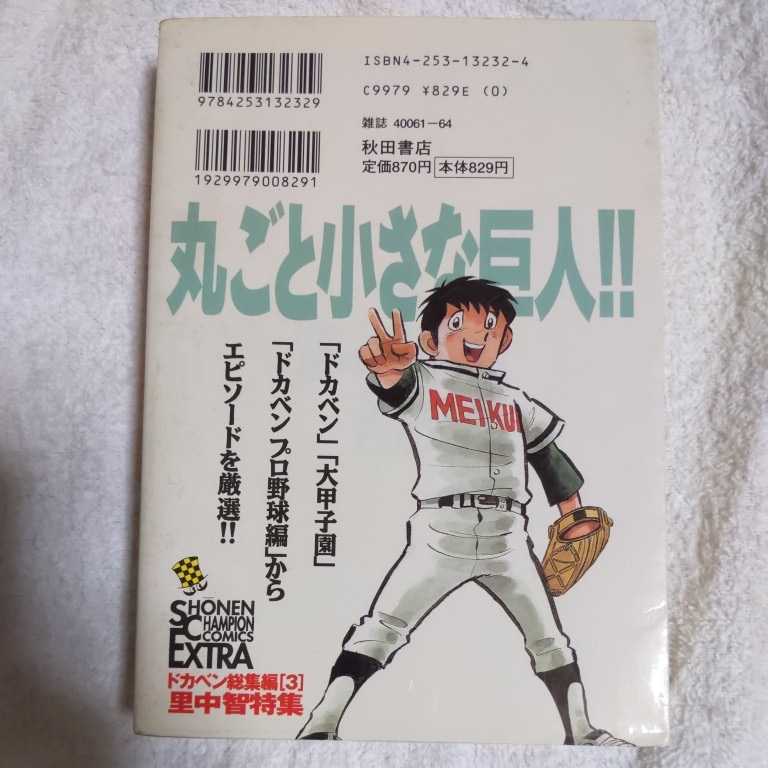 ISBN4-253-13232-4
9784253132329
C9979 ¥829E (0)
雑誌 40061-64
秋田書店
定価870円 本体829円
1929979008291
丸ごと小さな巨人!!
「ドカベン」「大甲子園」
「ドカベン プロ野球編」から
エピソードを厳選!!
MEIKU
SHŌNEN
CHAMPION
COMICS
EXTRA
ドカベン総集編[3]
里中智特集